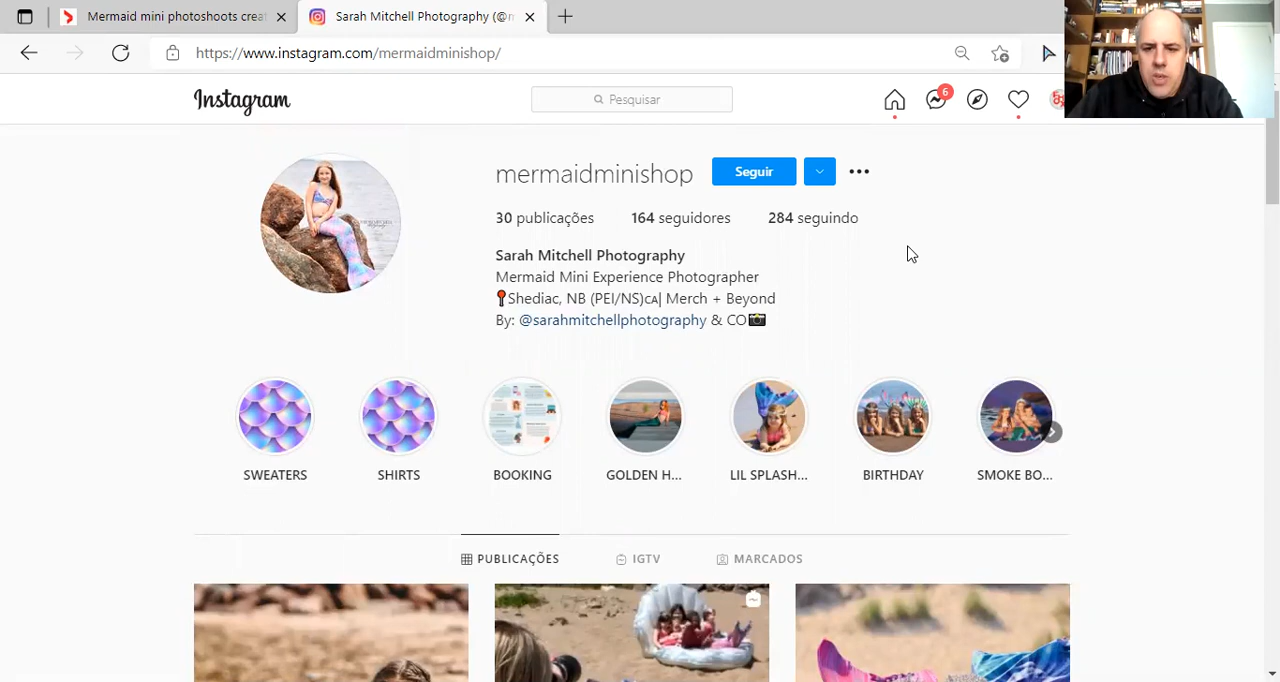 Mermaid mini photoshoots crea
Sarah Mitchell Photography (@m
https://www.instagram.com/mermaidminishop/
Instagram
Pesquisar
6
mermaidminishop
Seguir
30 publicações 164 seguidores 284 seguindo
Sarah Mitchell Photography
Mermaid Mini Experience Photographer
📍Shediac, NB (PEI/NS)ᴄᴀ| Merch + Beyond
By: @sarahmitchellphotography & CO📷
SWEATERS SHIRTS BOOKING GOLDEN H... LIL SPLASH... BIRTHDAY SMOKE BO...
PUBLICAÇÕES IGTV MARCADOS